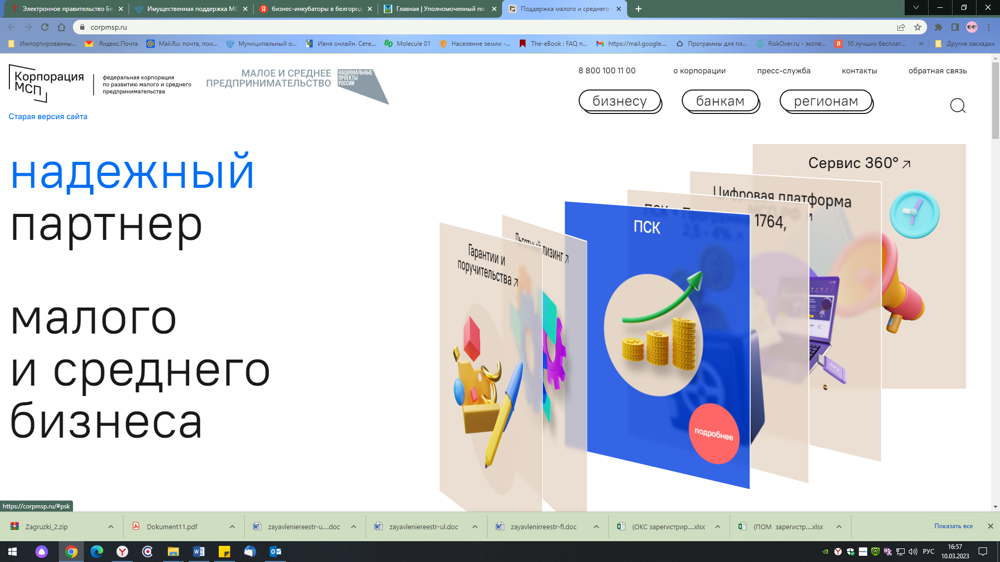 Электронное правительство Бе
Имущественная поддержка МС
бизнес-инкубаторы в белгород
Главная | Уполномоченный по з
Поддержка малого и среднего
corpmsp.ru
Импортированны...
Яндекс.Почта
Mail.Ru: почта, пои...
Муниципальный о...
Ивня онлайн. Сете...
Molecule 01
Население земли -...
The-eBook : FAQ п...
https://mail.google....
Программы для пл...
RiskOver.ru - экспе...
10 лучших бесплат...
»
Другие закладки
Корпорация
МСП
федеральная корпорация
по развитию малого и среднего
предпринимательства
МАЛОЕ И СРЕДНЕЕ
ПРЕДПРИНИМАТЕЛЬСТВО
НАЦИОНАЛЬНЫЕ
ПРОЕКТЫ
РОССИИ
8 800 100 11 00
о корпорации
пресс-служба
контакты
обратная связь
бизнесу
банкам
регионам
Старая версия сайта
надежный
партнер
малого
и среднего
бизнеса
Сервис 360°
Цифровая платформа
МСП.РФ
1764,
ПСК + Программа
2,5 - 4%
ПСК
Льготный лизинг
Гарантии и
поручительства
подробнее
https://corpmsp.ru/#psk
Zagruzki_2.zip
Dokument11.pdf
zayavleniereestr-u....doc
zayavleniereestr-ul.doc
zayavlenirreestr-fl.doc
(ОКС зарегистрир....xlsx
(ПОМ зарегистр....xlsx
Показать все
РУС
16:57
10.03.2023